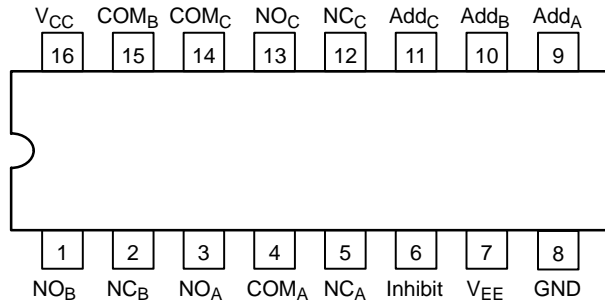 VCC COMB COMC NOC NCC AddC AddB AddA
16 15 14 13 12 11 10 9
1 2 3 4 5 6 7 8
NOB NCB NOA COMA NCA Inhibit VEE GND